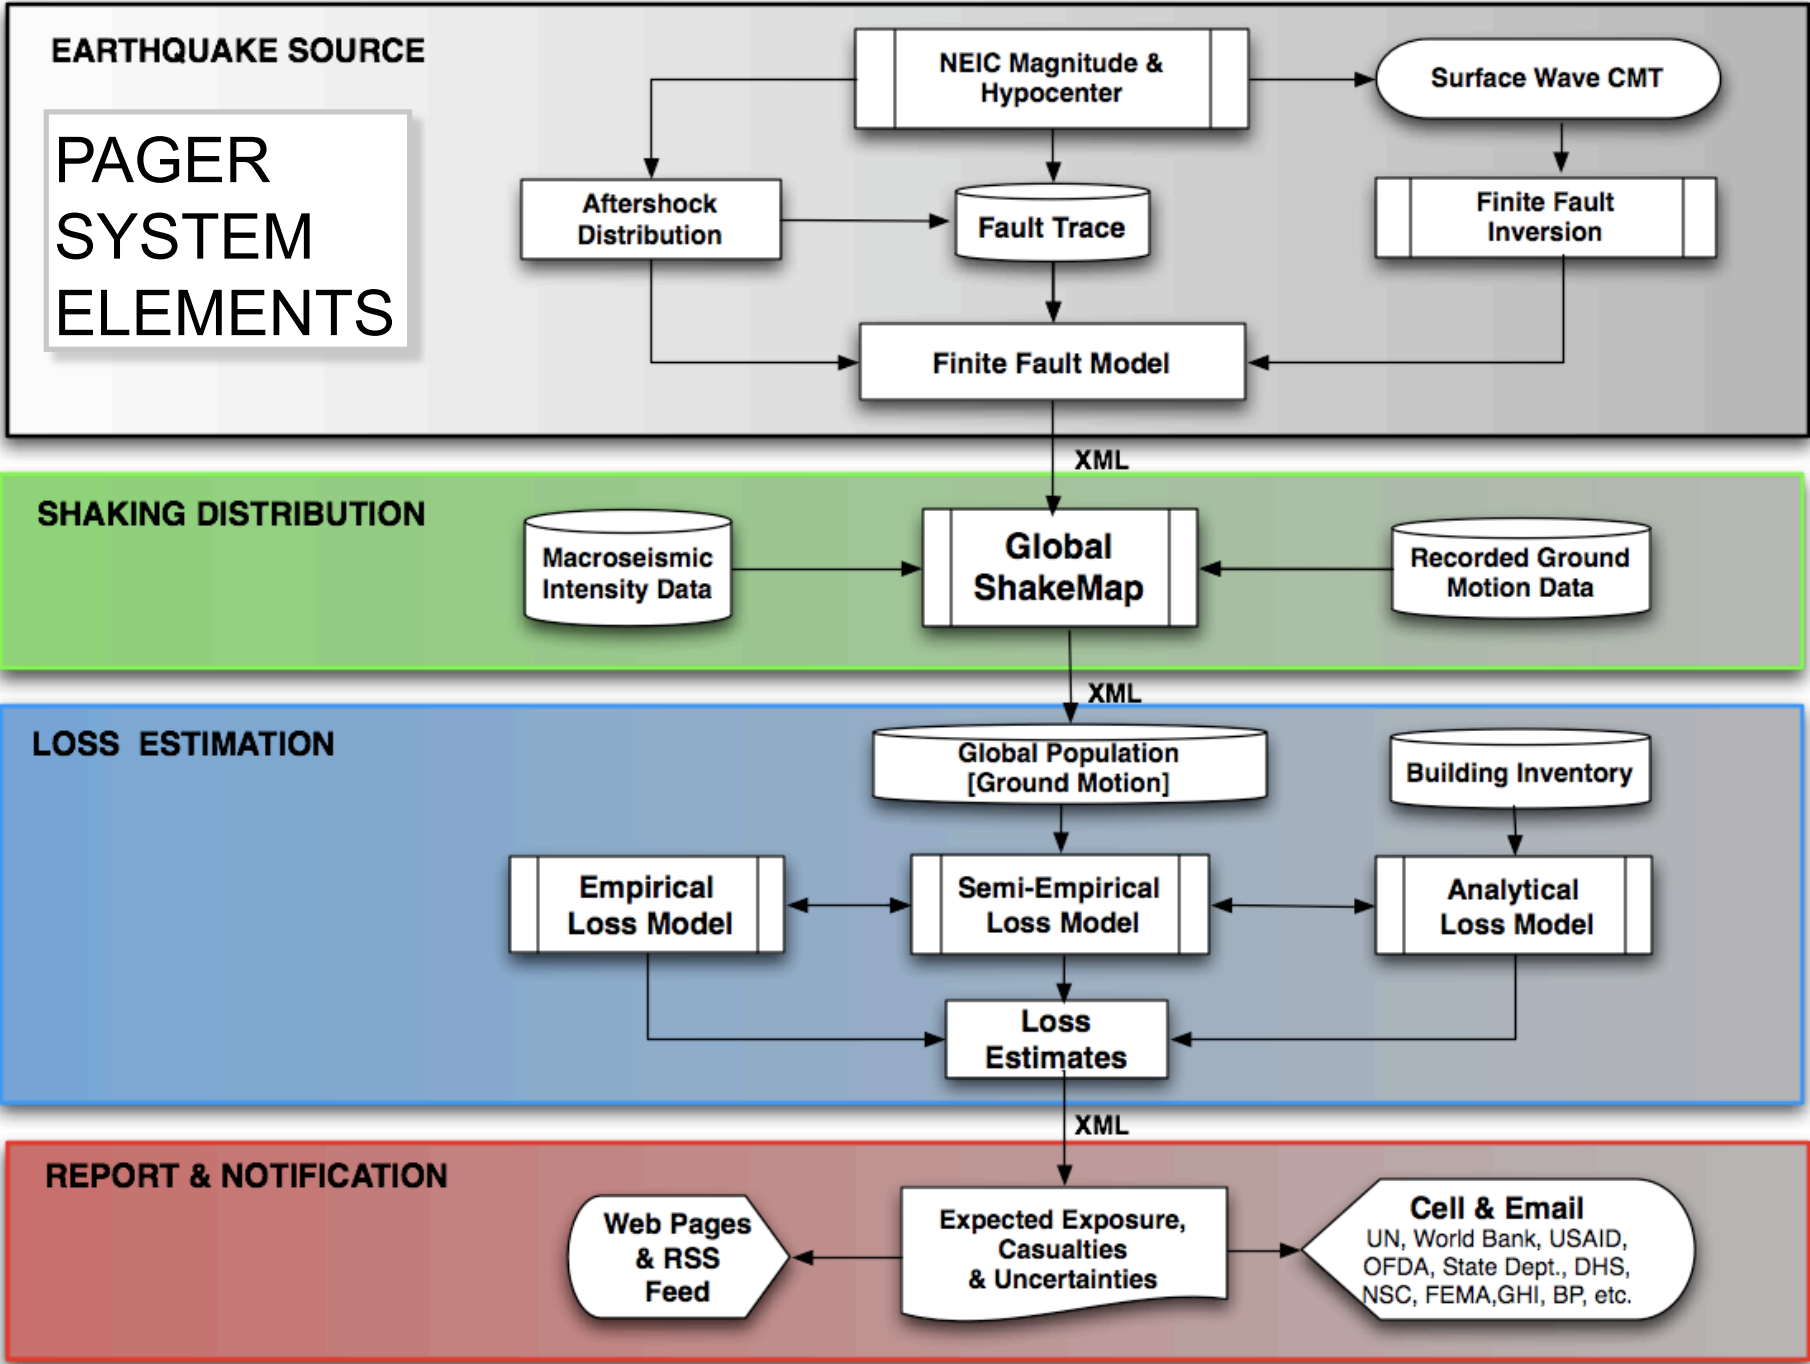 EARTHQUAKE SOURCE
PAGER
SYSTEM
ELEMENTS
NEIC Magnitude &
Hypocenter
Surface Wave CMT
Aftershock
Distribution
Fault Trace
Finite Fault
Inversion
Finite Fault Model
XML
SHAKING DISTRIBUTION
Macroseismic
Intensity Data
Global
ShakeMap
Recorded Ground
Motion Data
XML
LOSS ESTIMATION
Global Population
[Ground Motion]
Building Inventory
Empirical
Loss Model
Semi-Empirical
Loss Model
Analytical
Loss Model
Loss
Estimates
XML
REPORT & NOTIFICATION
Web Pages
& RSS
Feed
Expected Exposure,
Casualties
& Uncertainties
Cell & Email
UN, World Bank, USAID,
OFDA, State Dept., DHS,
NSC, FEMA,GHI, BP, etc.